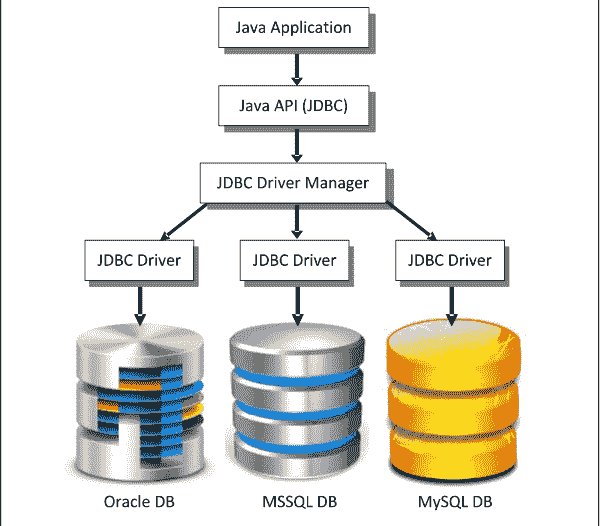 Java Application
Java API (JDBC)
JDBC Driver Manager
JDBC Driver
JDBC Driver
JDBC Driver
Oracle DB
MSSQL DB
MySQL DB